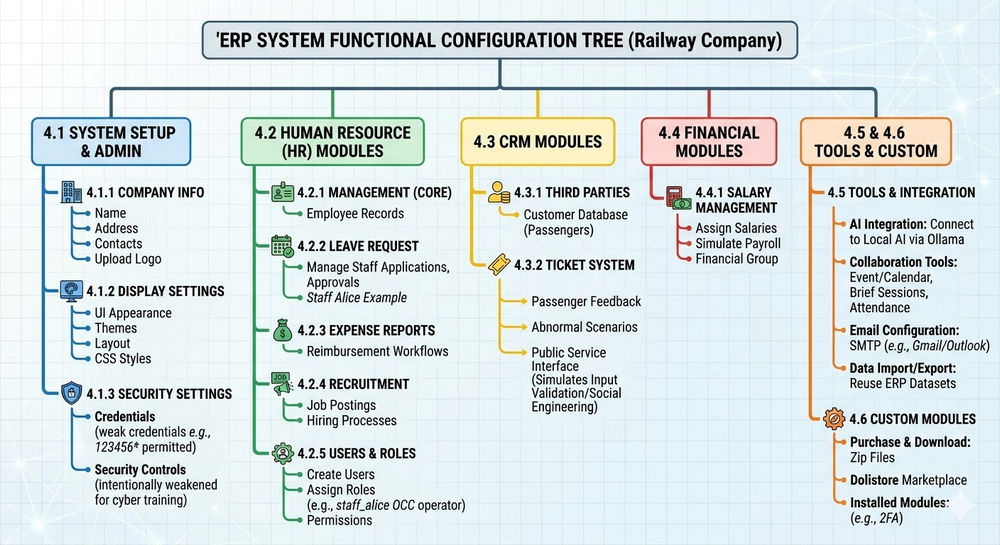 'ERP SYSTEM FUNCTIONAL CONFIGURATION TREE (Railway Company)
4.1 SYSTEM SETUP
& ADMIN
4.1.1 COMPANY INFO
Name
Address
Contacts
Upload Logo
4.1.2 DISPLAY SETTINGS
UI Appearance
Themes
Layout
CSS Styles
4.1.3 SECURITY SETTINGS
Credentials
(weak credentials e.g.,
123456* permitted)
Security Controls
(intentionally weakened
for cyber training)
4.2 HUMAN RESOURCE
(HR) MODULES
4.2.1 MANAGEMENT (CORE)
Employee Records
4.2.2 LEAVE REQUEST
Manage Staff Applications,
Approvals
Staff Alice Example
4.2.3 EXPENSE REPORTS
Reimbursement Workflows
JOB
4.2.4 RECRUITMENT
Job Postings
Hiring Processes
4.2.5 USERS & ROLES
Create Users
Assign Roles
(e.g., staff_alice OCC operator)
Permissions
4.3 CRM MODULES
4.3.1 THIRD PARTIES
Customer Database
(Passengers)
4.3.2 TICKET SYSTEM
Passenger Feedback
Abnormal Scenarios
Public Service
Interface
(Simulates Input
Validation/Social
Engineering)
4.4 FINANCIAL
MODULES
4.4.1 SALARY
MANAGEMENT
Assign Salaries
Simulate Payroll
Financial Group
4.5 & 4.6
TOOLS & CUSTOM
4.5 TOOLS & INTEGRATION
AI Integration: Connect
to Local AI via Ollama
Collaboration Tools:
Event/Calendar,
Brief Sessions,
Attendance
Email Configuration:
SMTP (e.g., Gmail/Outlook)
Data Import/Export:
Reuse ERP Datasets
4.6 CUSTOM MODULES
Purchase & Download:
Zip Files
Dolistore Marketplace
Installed Modules:
(e.g., 2FA)